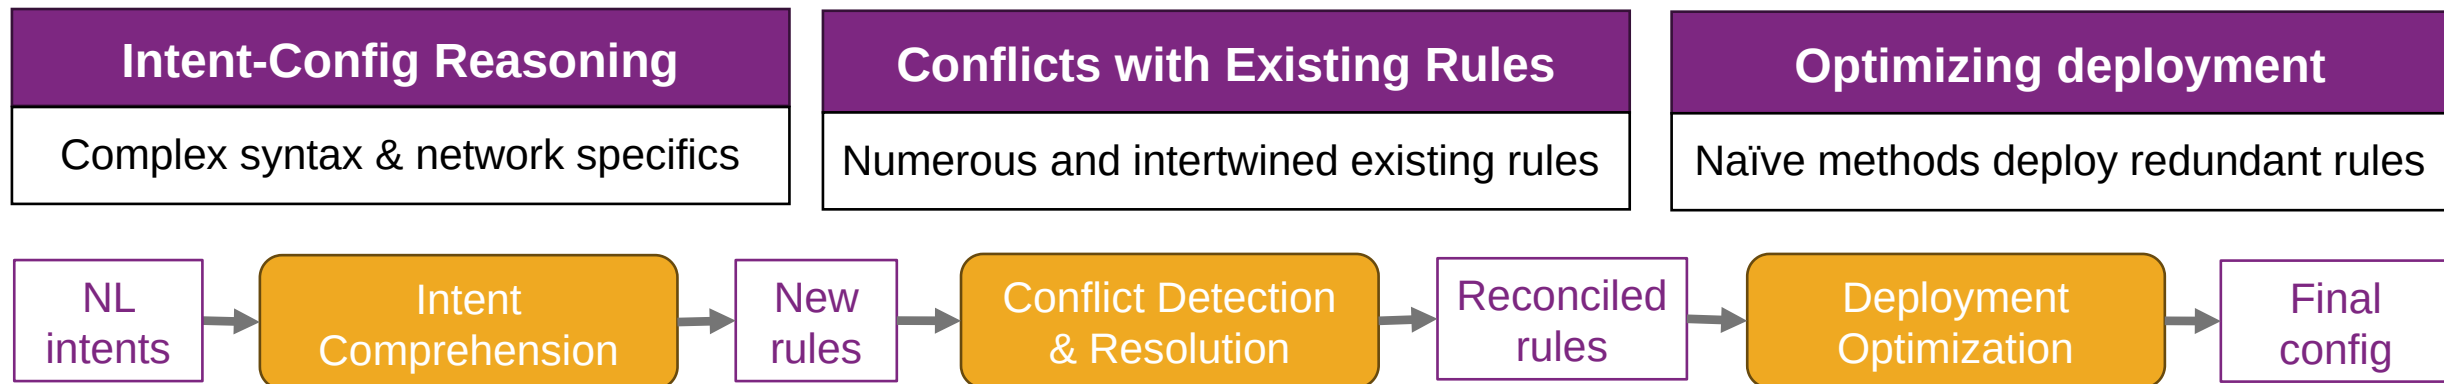 Intent-Config Reasoning
Complex syntax & network specifics
Conflicts with Existing Rules
Numerous and intertwined existing rules
Optimizing deployment
Naïve methods deploy redundant rules
NL
intents
Intent
Comprehension
New
rules
Conflict Detection
& Resolution
Reconciled
rules
Deployment
Optimization
Final
config